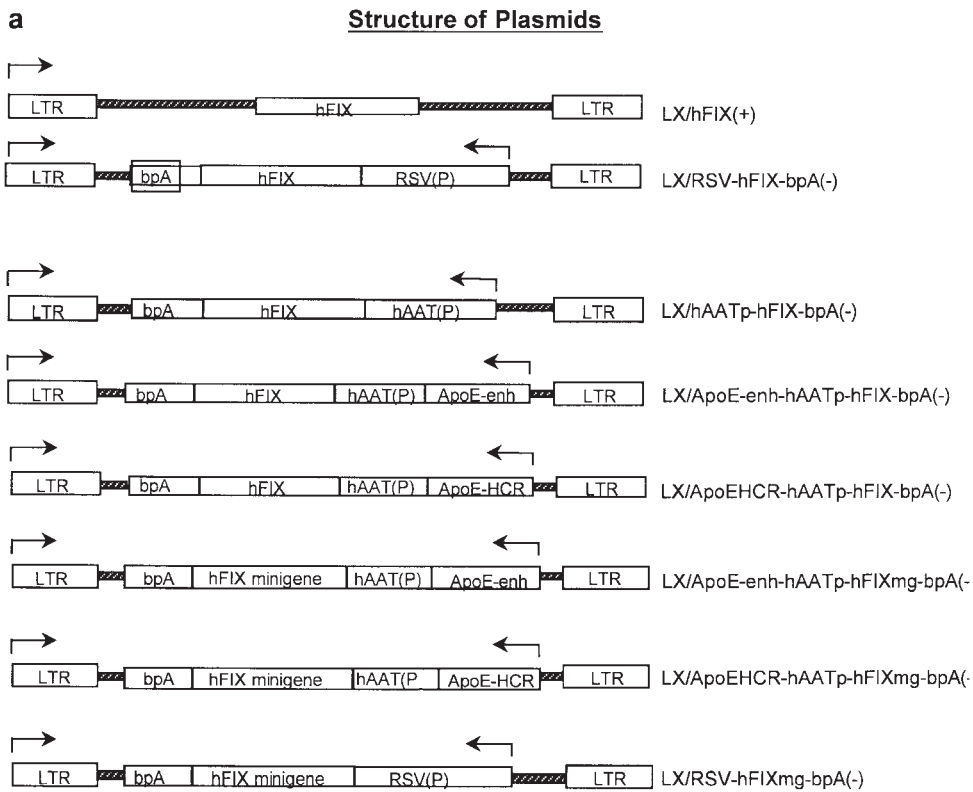 a
Structure of Plasmids
LTR hFIX LTR LX/hFIX(+)
LTR bpA hFIX RSV(P) LTR LX/RSV-hFIX-bpA(-)
LTR bpA hFIX hAAT(P) LTR LX/hAATp-hFIX-bpA(-)
LTR bpA hFIX hAAT(P) ApoE-enh LTR LX/ApoE-enh-hAATp-hFIX-bpA(-)
LTR bpA hFIX hAAT(P) ApoE-HCR LTR LX/ApoEHCR-hAATp-hFIX-bpA(-)
LTR bpA hFIX minigene hAAT(P) ApoE-enh LTR LX/ApoE-enh-hAATp-hFIXmg-bpA(-
LTR bpA hFIX minigene hAAT(P ApoE-HCR LTR LX/ApoEHCR-hAATp-hFIXmg-bpA(-
LTR bpA hFIX minigene RSV(P) LTR LX/RSV-hFIXmg-bpA(-)